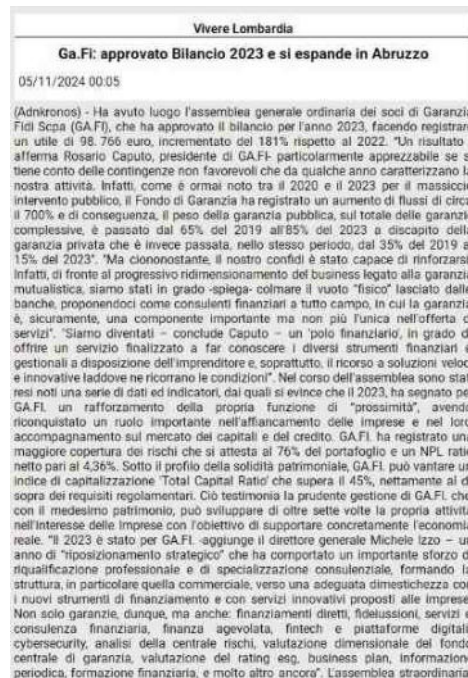 Vivere Lombardia
Ga.Fi: approvato Bilancio 2023 e si espande in Abruzzo
05/11/2024 00:05
(Adnkronos) - Ha avuto luogo l'assemblea generale ordinaria dei soci di Garanzia
Fidi Scpa (GA.FI), che ha approvato il bilancio per l'anno 2023, facendo registrare
un utile di 98.766 euro, incrementato del 181% rispetto al 2022. "Un risultato -
afferma Rosario Caputo, presidente di GA.FI- particolarmente apprezzabile se s
tiene conto delle contingenze non favorevoli che da qualche anno caratterizzano l
nostra attività. Infatti, come è ormai noto tra il 2020 e il 2023 per il massicci
intervento pubblico, il Fondo di Garanzia ha registrato un aumento di flussi di circ
il 700% e di conseguenza, il peso della garanzia pubblica, sul totale delle garanzi
complessive, è passato dal 65% del 2019 all'85% del 2023 a discapito dell
garanzia privata che è invece passata, nello stesso periodo, dal 35% del 2019 a
15% del 2023". "Ma ciononostante, il nostro confidi è stato capace di rinforzarsi
Infatti, di fronte al progressivo ridimensionamento del business legato alla garanzi
mutualistica, siamo stati in grado -spiega- colmare il vuoto "fisico" lasciato dall
banche, proponendoci come consulenti finanziari a tutto campo, in cui la garanzi
è, sicuramente, una componente importante ma non più l'unica nell'offerta d
servizi". "Siamo diventati – conclude Caputo – un 'polo finanziario', in grado d
offrire un servizio finalizzato a far conoscere i diversi strumenti finanziari e
gestionali a disposizione dell'imprenditore e, soprattutto, il ricorso a soluzioni veloc
e innovative laddove ne ricorrano le condizioni". Nel corso dell'assemblea sono stat
resi noti una serie di dati ed indicatori, dai quali si evince che il 2023, ha segnato pe
GA.FI. un rafforzamento della propria funzione di "prossimità", avend
riconquistato un ruolo importante nell'affiancamento delle imprese e nel loro
accompagnamento sul mercato dei capitali e del credito. GA.FI. ha registrato un
maggiore copertura dei rischi che si attesta al 76% del portafoglio e un NPL rati
netto pari al 4,36%. Sotto il profilo della solidità patrimoniale, GA.FI. può vantare u
indice di capitalizzazione 'Total Capital Ratio' che supera il 45%, nettamente al d
sopra dei requisiti regolamentari. Ciò testimonia la prudente gestione di GA.FI. che
con il medesimo patrimonio, può sviluppare di oltre sette volte la propria attivit
nell'interesse delle imprese con l'obiettivo di supportare concretamente l'economi
reale. "Il 2023 è stato per GA.FI. -aggiunge il direttore generale Michele Izzo – u
anno di "riposizionamento strategico" che ha comportato un importante sforzo d
riqualificazione professionale e di specializzazione consulenziale, formando l
struttura, in particolare quella commerciale, verso una adeguata dimestichezza co
i nuovi strumenti di finanziamento e con servizi innovativi proposti alle imprese
Non solo garanzie, dunque, ma anche: finanziamenti diretti, fideiussioni, servizi e
consulenza finanziaria, finanza agevolata, fintech e piattaforme digitali
cybersecurity, analisi della centrale rischi, valutazione dimensionale del fondo
centrale di garanzia, valutazione del rating esg, business plan, informazion
periodica, formazione finanziaria, e molto altro ancora". L'assemblea straordinaria